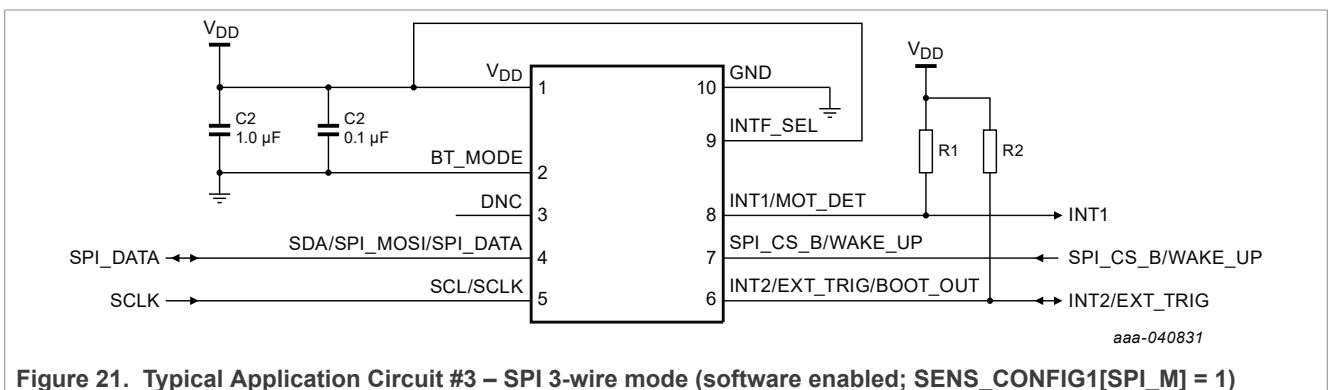 VDD
VDD
VDD
1
10
GND
C2
1.0 µF
C2
0.1 µF
9
INTF_SEL
R1
R2
BT_MODE
2
DNC
3
8
INT1/MOT_DET
INT1
SPI_DATA
SDA/SPI_MOSI/SPI_DATA
4
7
SPI_CS_B/WAKE_UP
SPI_CS_B/WAKE_UP
SCLK
SCL/SCLK
5
6
INT2/EXT_TRIG/BOOT_OUT
INT2/EXT_TRIG
aaa-040831
Figure 21. Typical Application Circuit #3 – SPI 3-wire mode (software enabled; SENS_CONFIG1[SPI_M] = 1)